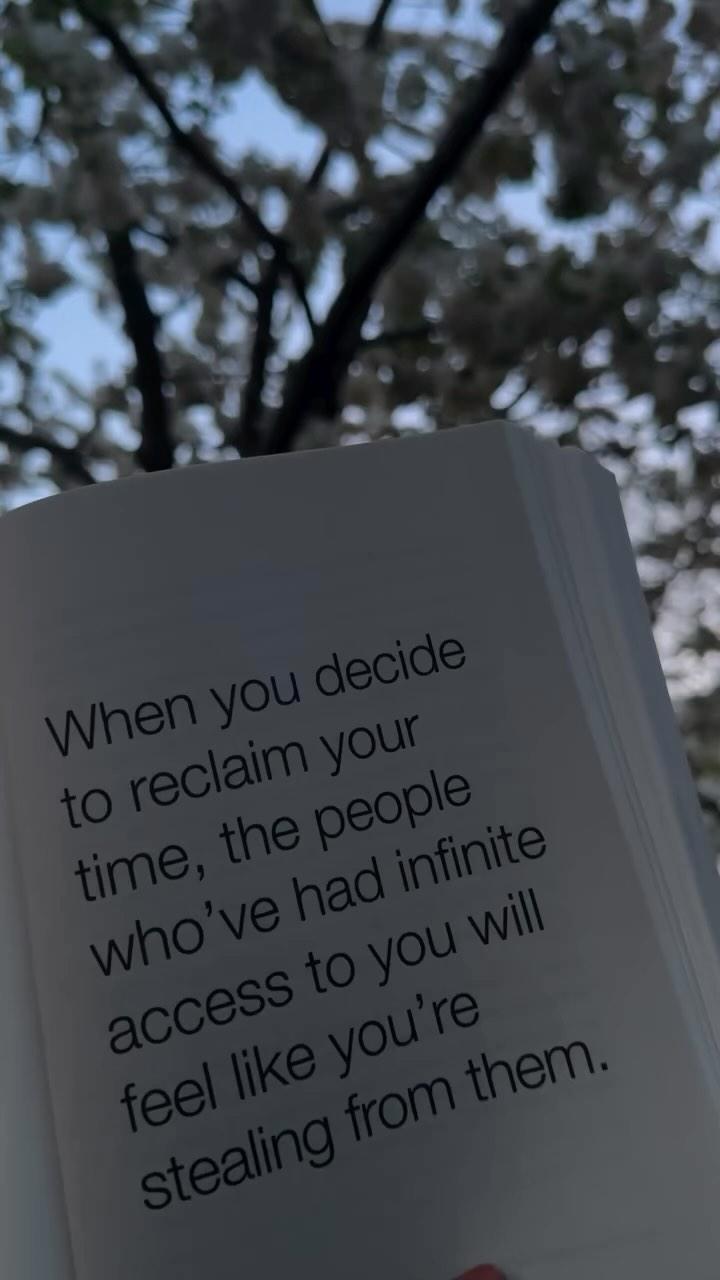 When you decide
to reclaim your
time, the people
who've had infinite
access to you will
feel like you're
stealing from them.